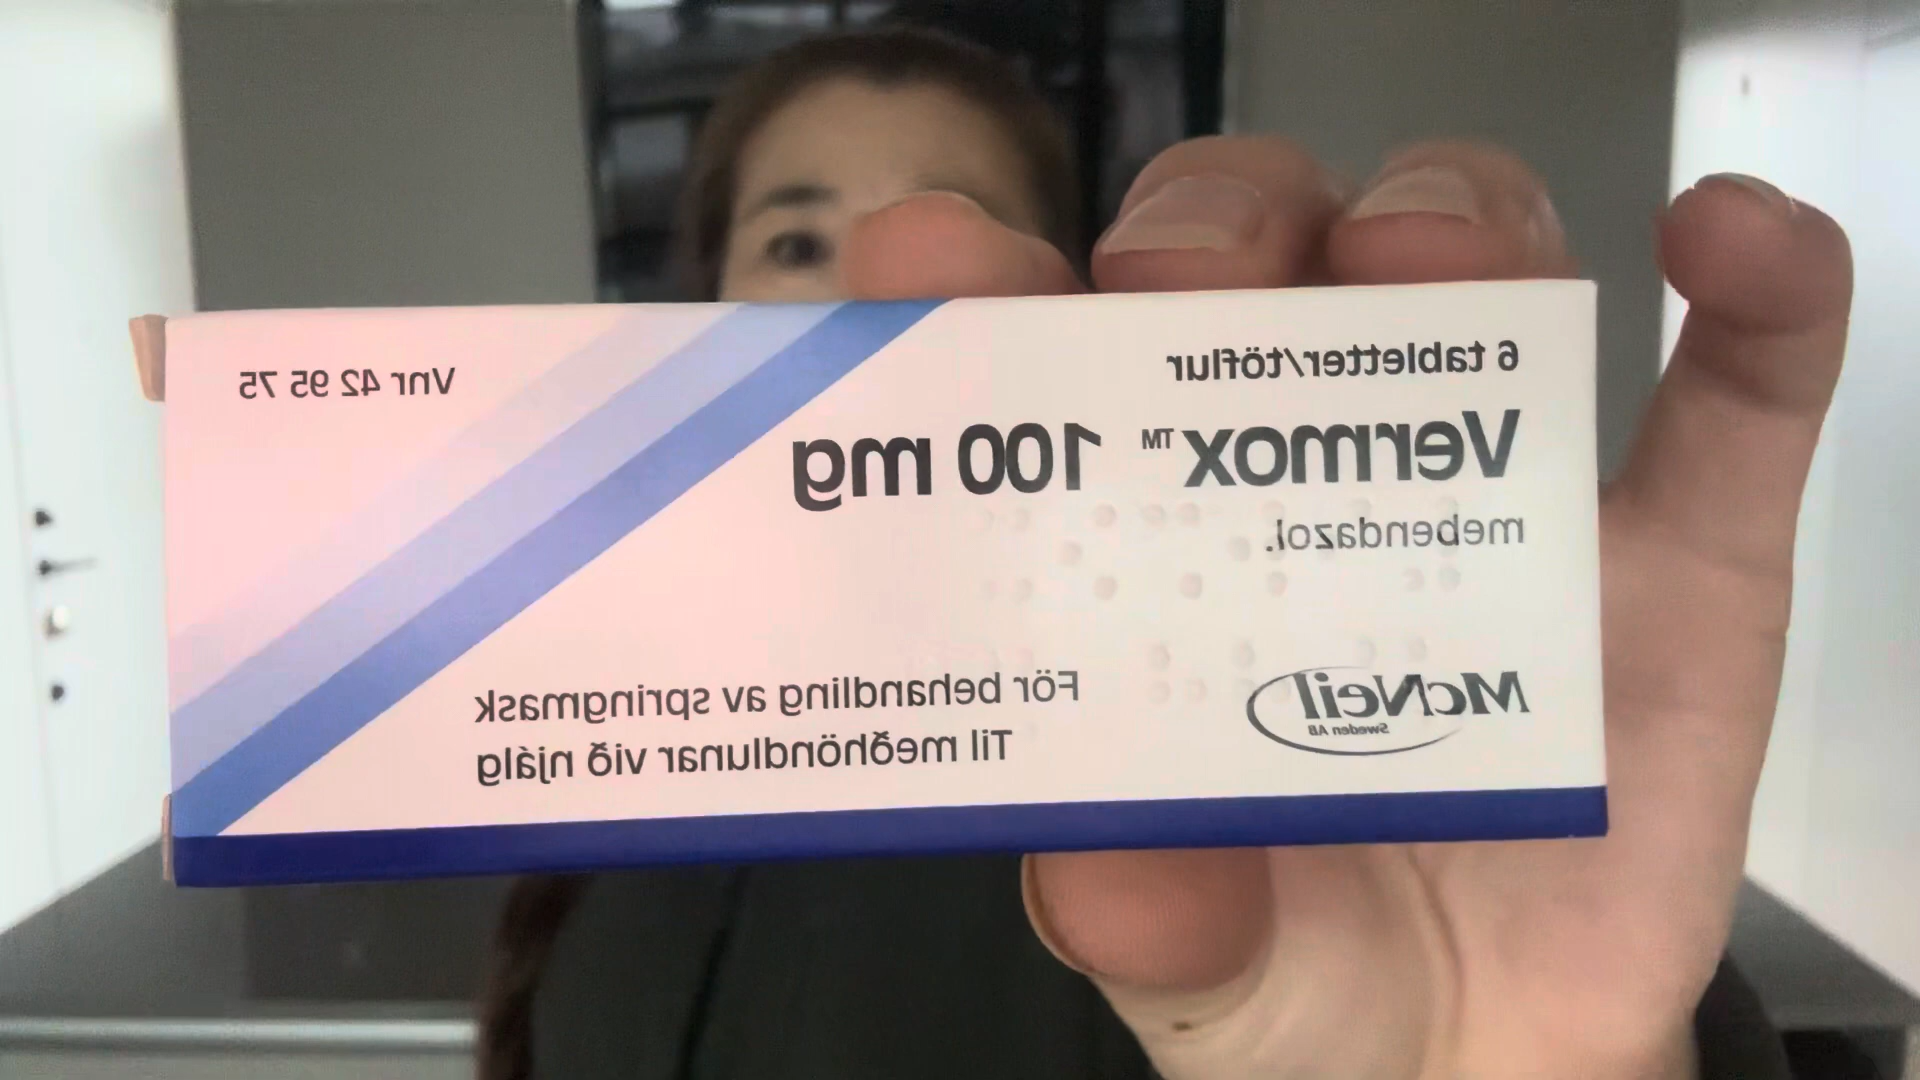 6 tabletter/töflur
Vermox™ 100 mg
mebendazol.
Vnr 42 95 75
För behandling av springmask
Til meðhöndlunar við njálg
McNeil
Sweden AB